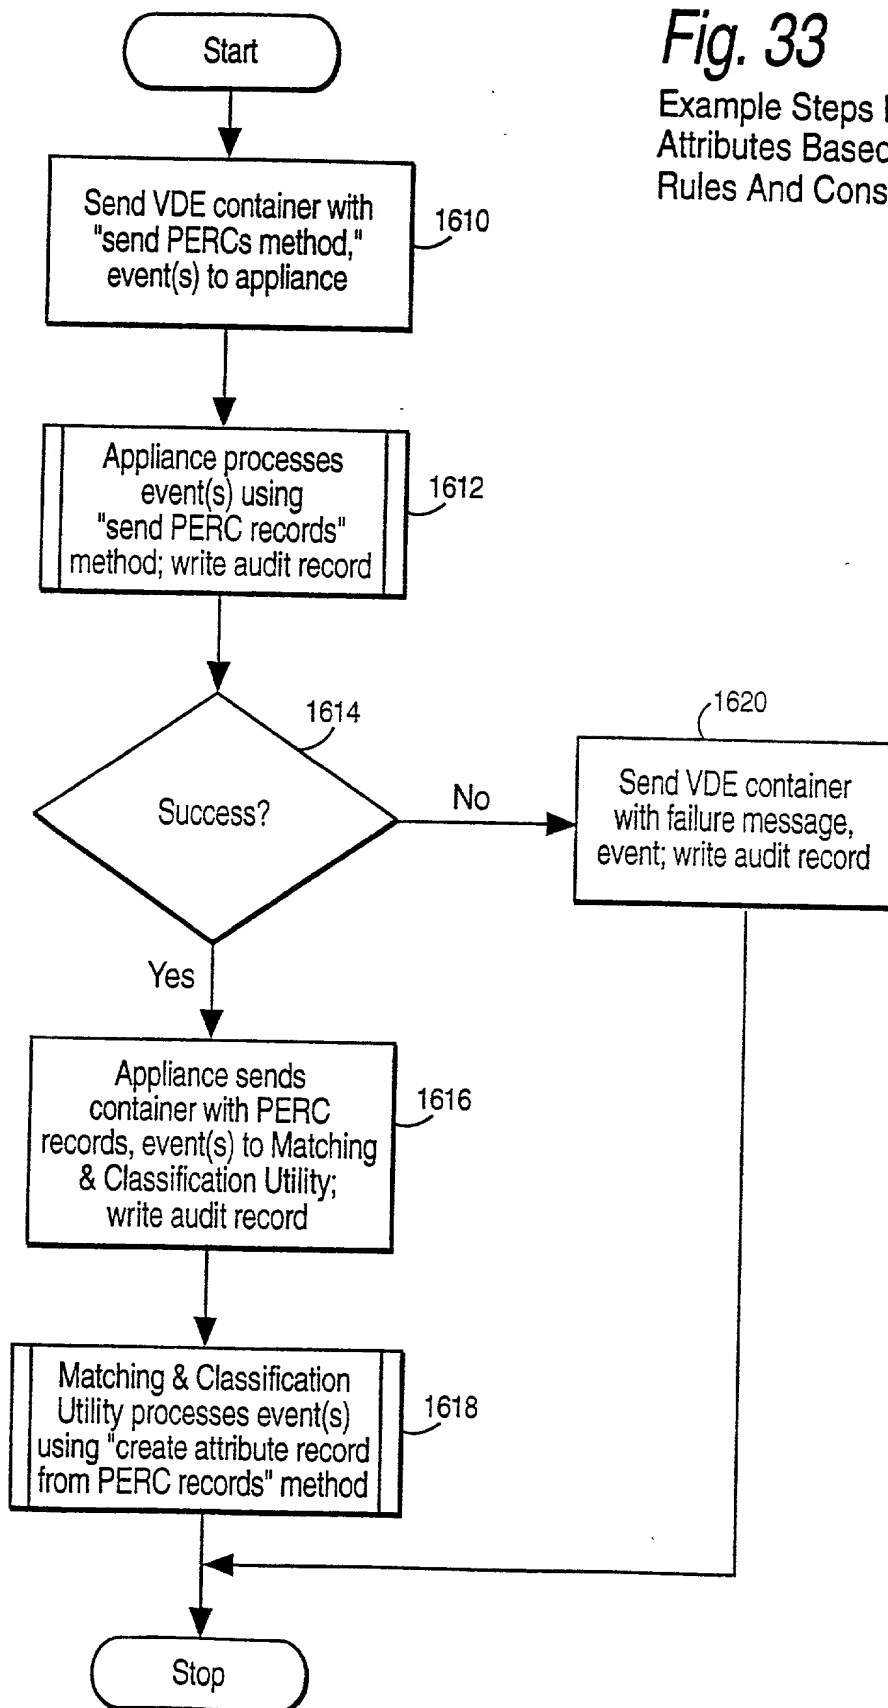 Fig. 33
Example Steps
Attributes Based
Rules And Cons
Start
Send VDE container with
"send PERCs method,"
event(s) to appliance
1610
Appliance processes
event(s) using
"send PERC records"
method; write audit record
1612
Success?
1614
No
Send VDE container
with failure message,
event; write audit record
1620
Yes
Appliance sends
container with PERC
records, event(s) to Matching
& Classification Utility;
write audit record
1616
Matching & Classification
Utility processes event(s)
using "create attribute record
from PERC records" method
1618
Stop